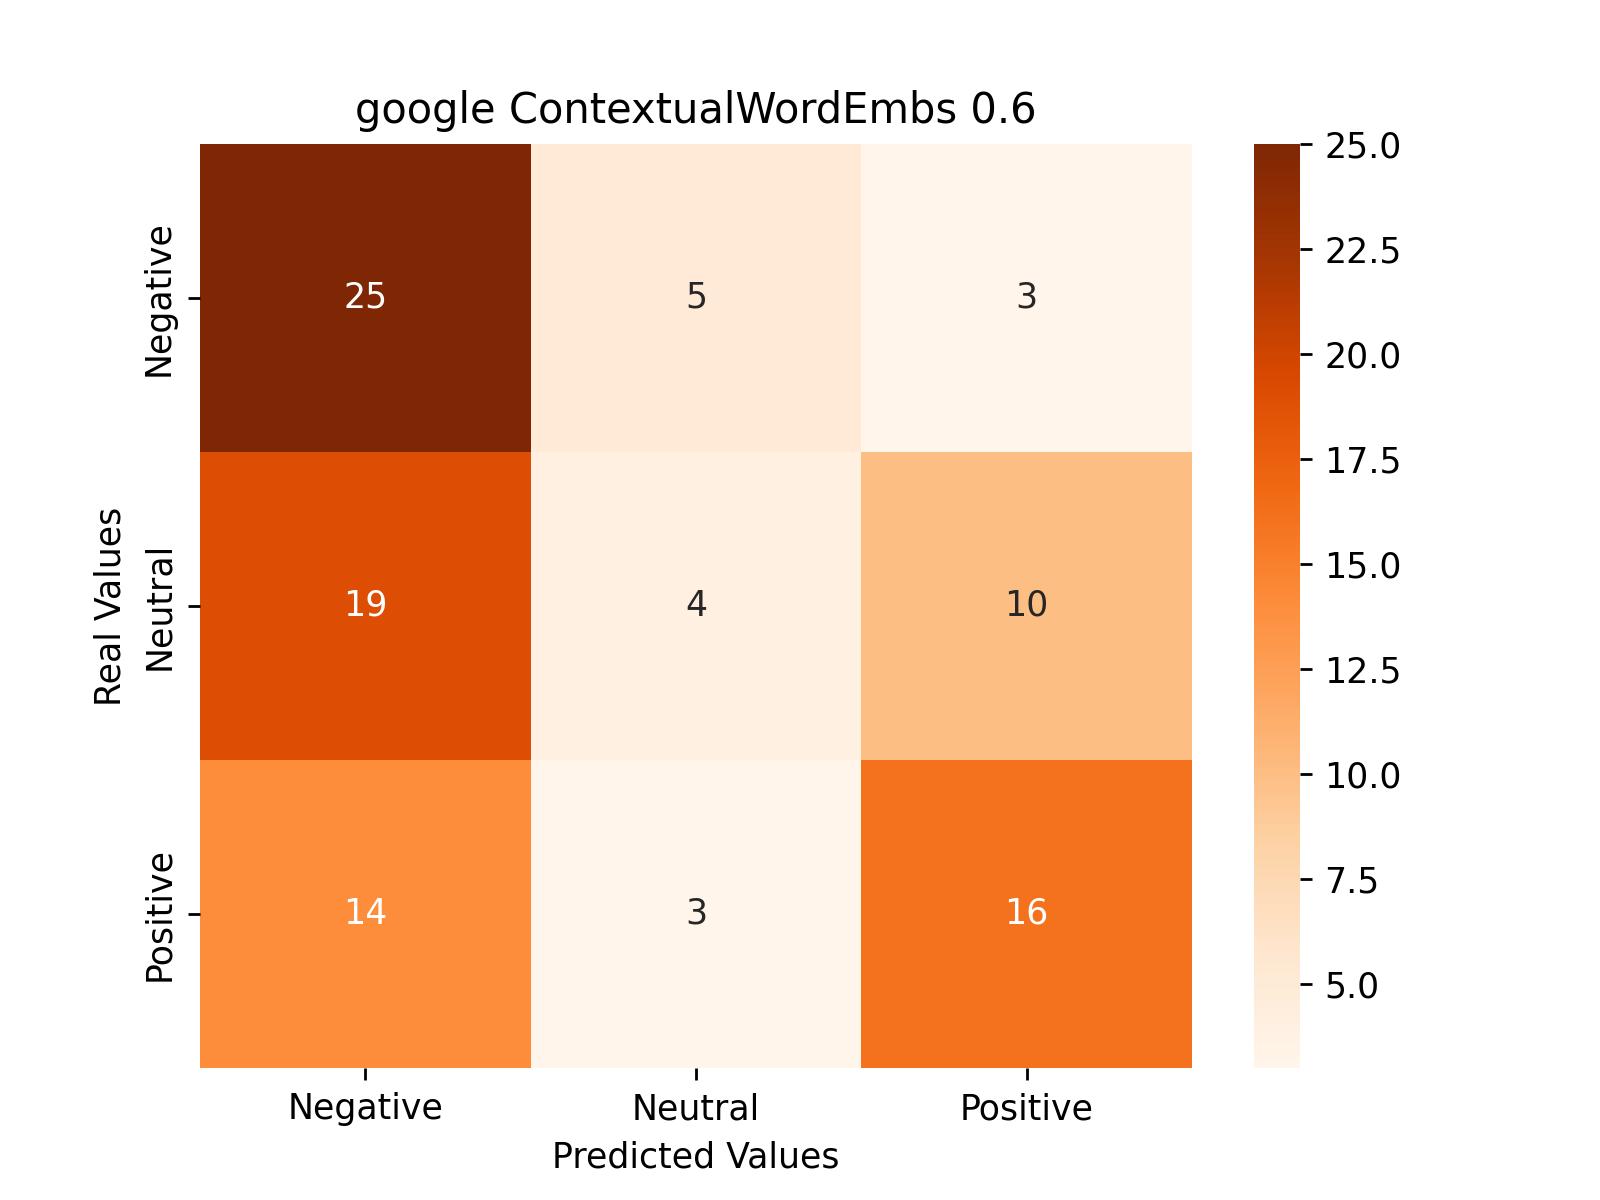 google ContextualWordEmbs 0.6
Real Values
Negative
25 5 3
Neutral
19 4 10
Positive
14 3 16
Negative Neutral Positive
Predicted Values
25.0
22.5
20.0
17.5
15.0
12.5
10.0
7.5
5.0